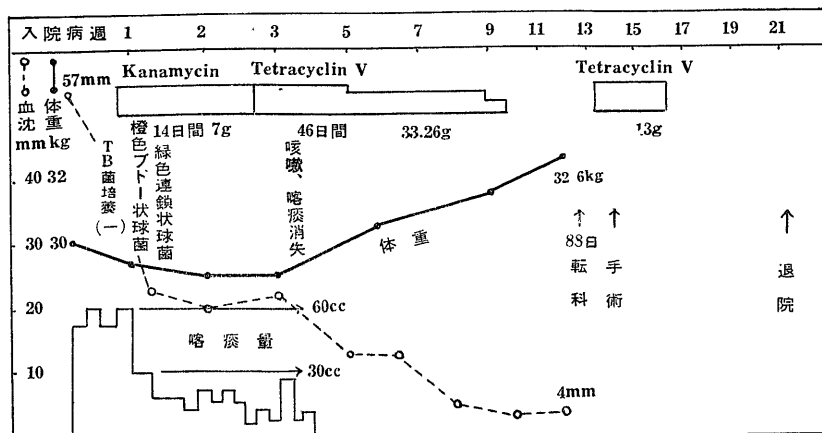 入院病週 1 2 3 5 7 9 11 13 15 17 21
Kanamycin Tetracyclin V Tetracyclin V
57mm
血沈 mm
体重 kg
14日間 7g 46日間 33.26g 13g
TB菌培養(一)
橙色ブドー状球菌
緑色連鎖状球菌
咳嗽、喀痰消失
40 32
32.6kg
体重
30 30
88日
転科
手術
退院
20
60cc
喀痰量
30cc
10
4mm